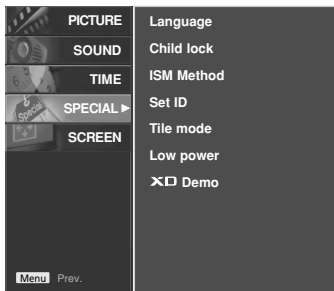 PICTURE
SOUND
TIME
SPECIAL ►
SCREEN
Menu Prev.
Language
Child lock
ISM Method
Set ID
Tile mode
Low power
XD Demo